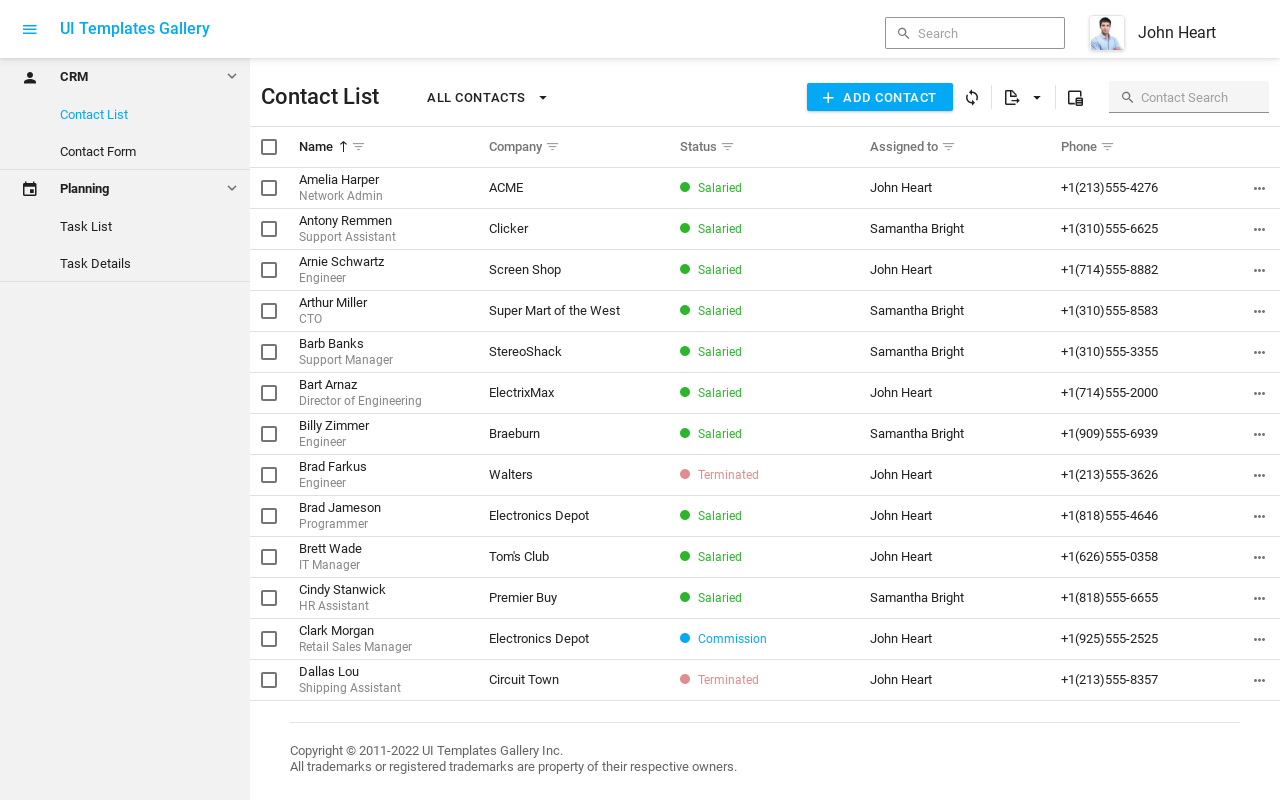 UI Templates Gallery
Search
John Heart
CRM
Contact List
Contact Form
Planning
Task List
Task Details
Contact List
ALL CONTACTS
ADD CONTACT
Contact Search
Name Company Status Assigned to Phone
Amelia Harper
Network Admin
ACME Salaried John Heart +1(213)555-4276
Antony Remmen
Support Assistant
Clicker Salaried Samantha Bright +1(310)555-6625
Arnie Schwartz
Engineer
Screen Shop Salaried John Heart +1(714)555-8882
Arthur Miller
CTO
Super Mart of the West Salaried Samantha Bright +1(310)555-8583
Barb Banks
Support Manager
StereoShack Salaried Samantha Bright +1(310)555-3355
Bart Arnaz
Director of Engineering
ElectrixMax Salaried John Heart +1(714)555-2000
Billy Zimmer
Engineer
Braeburn Salaried Samantha Bright +1(909)555-6939
Brad Farkus
Engineer
Walters Terminated John Heart +1(213)555-3626
Brad Jameson
Programmer
Electronics Depot Salaried John Heart +1(818)555-4646
Brett Wade
IT Manager
Tom's Club Salaried John Heart +1(626)555-0358
Cindy Stanwick
HR Assistant
Premier Buy Salaried Samantha Bright +1(818)555-6655
Clark Morgan
Retail Sales Manager
Electronics Depot Commission John Heart +1(925)555-2525
Dallas Lou
Shipping Assistant
Circuit Town Terminated John Heart +1(213)555-8357
Copyright © 2011-2022 UI Templates Gallery Inc.
All trademarks or registered trademarks are property of their respective owners.